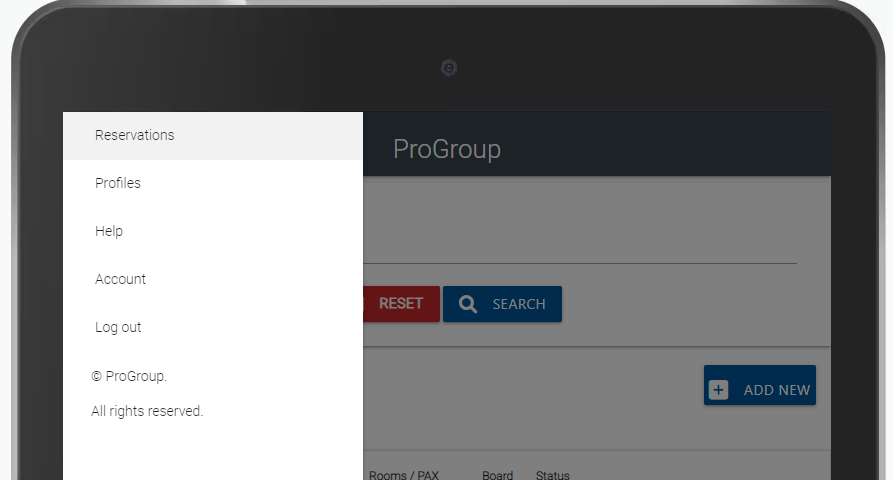 Reservations
Profiles
Help
Account
Log out
© ProGroup.
All rights reserved.
ProGroup
RESET
SEARCH
ADD NEW
Rooms / PAX Board Status